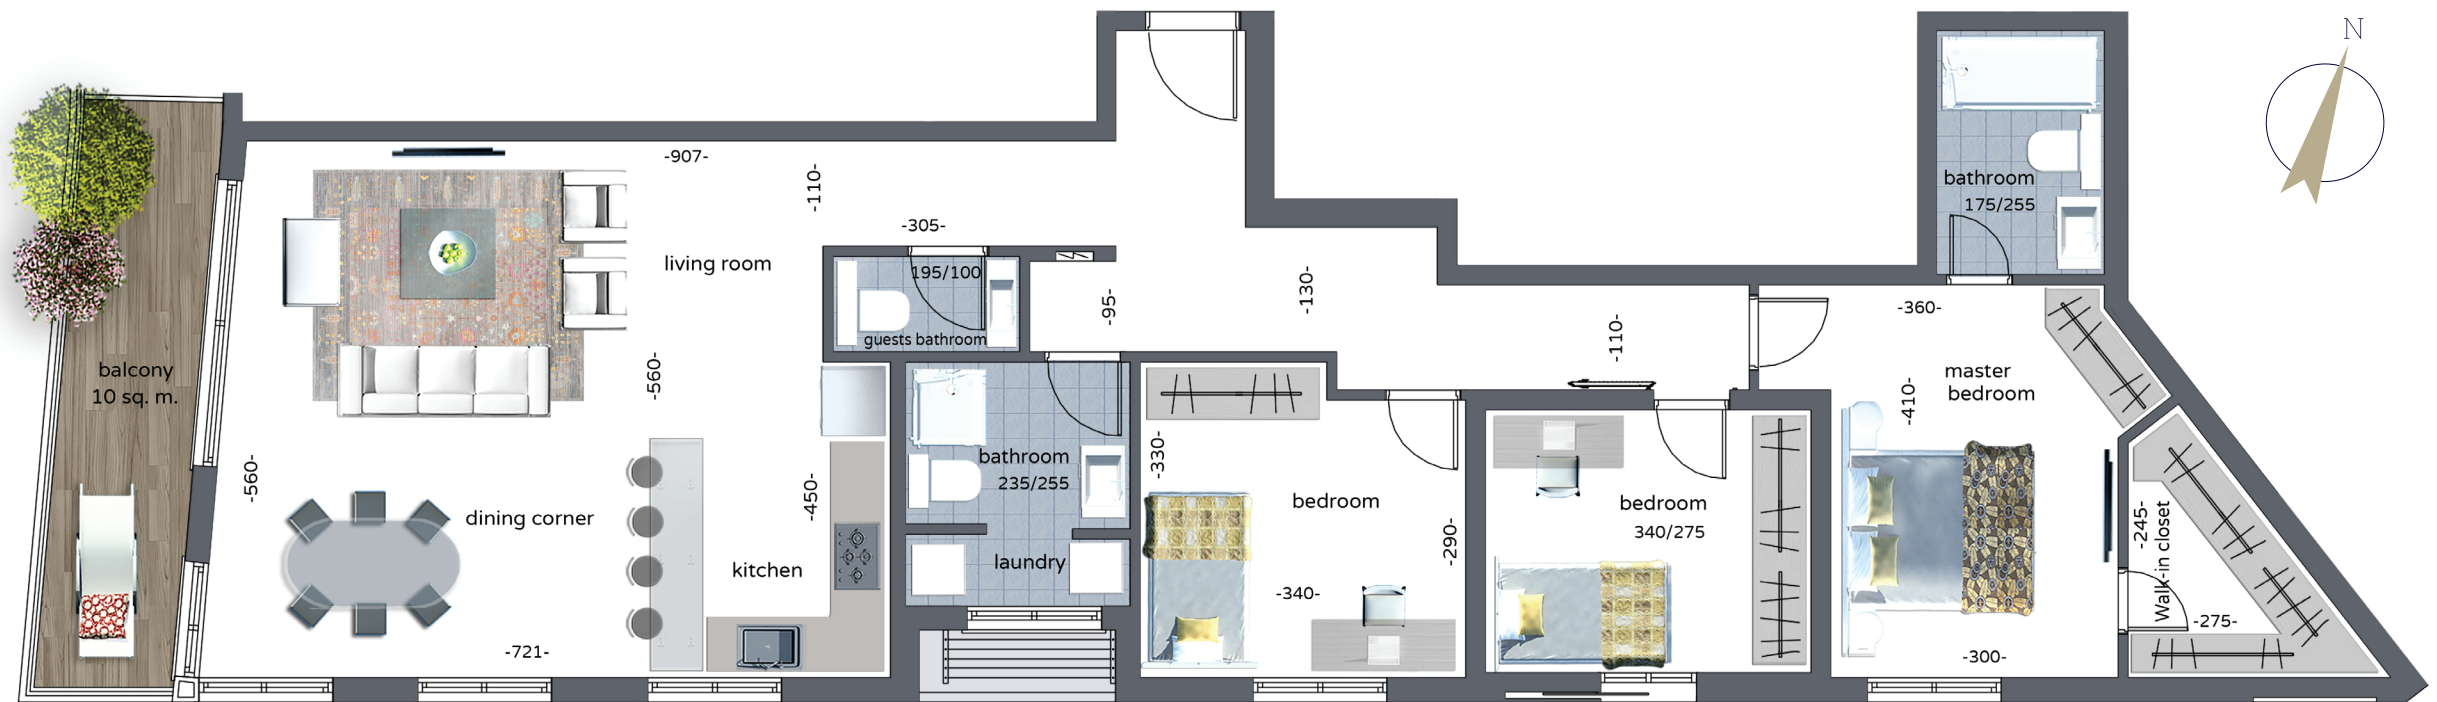 N
-907-
-110-
-305-
195/100
guests bathroom
living room
-95-
-130-
-110-
bathroom
175/255
-360-
balcony
10 sq. m.
-560-
-560-
dining corner
-721-
-450-
kitchen
bathroom
235/255
laundry
-330-
bedroom
-340-
-290-
bedroom
340/275
master
bedroom
-410-
-300-
-245-
Walk-in closet
-275-